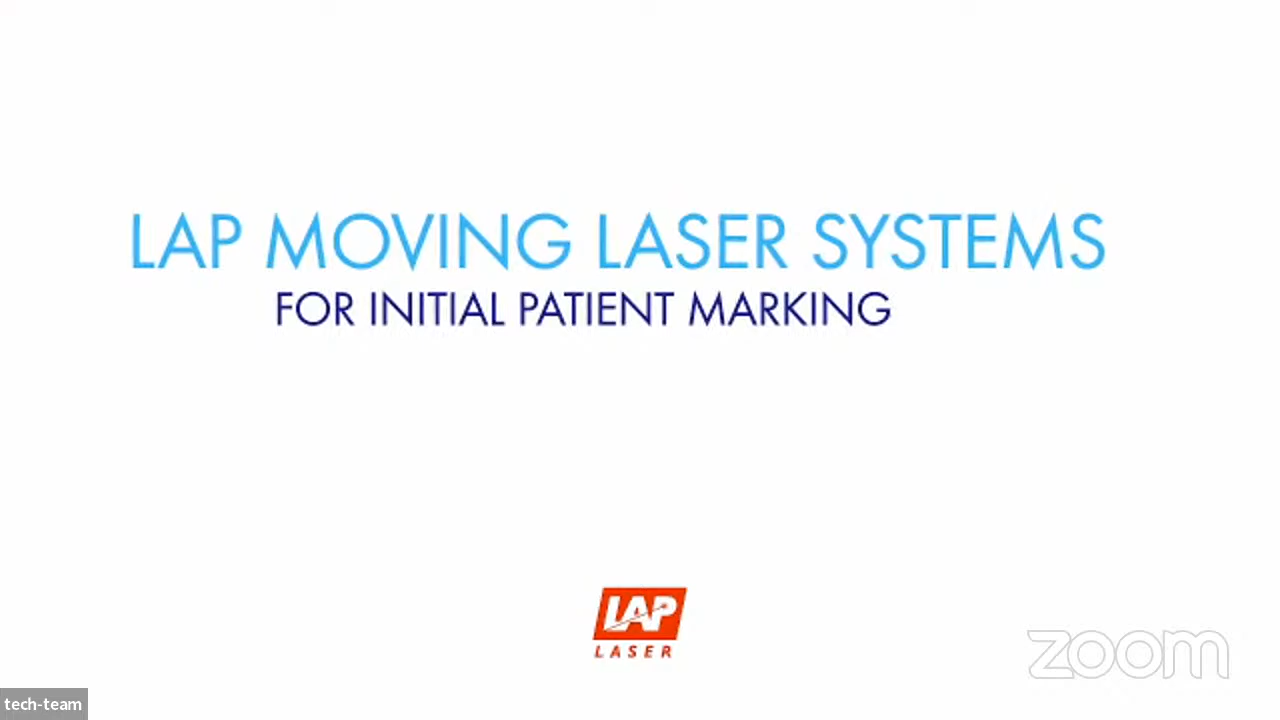 LAP MOVING LASER SYSTEMS
FOR INITIAL PATIENT MARKING
LAP
LASER
zoom
tech-team